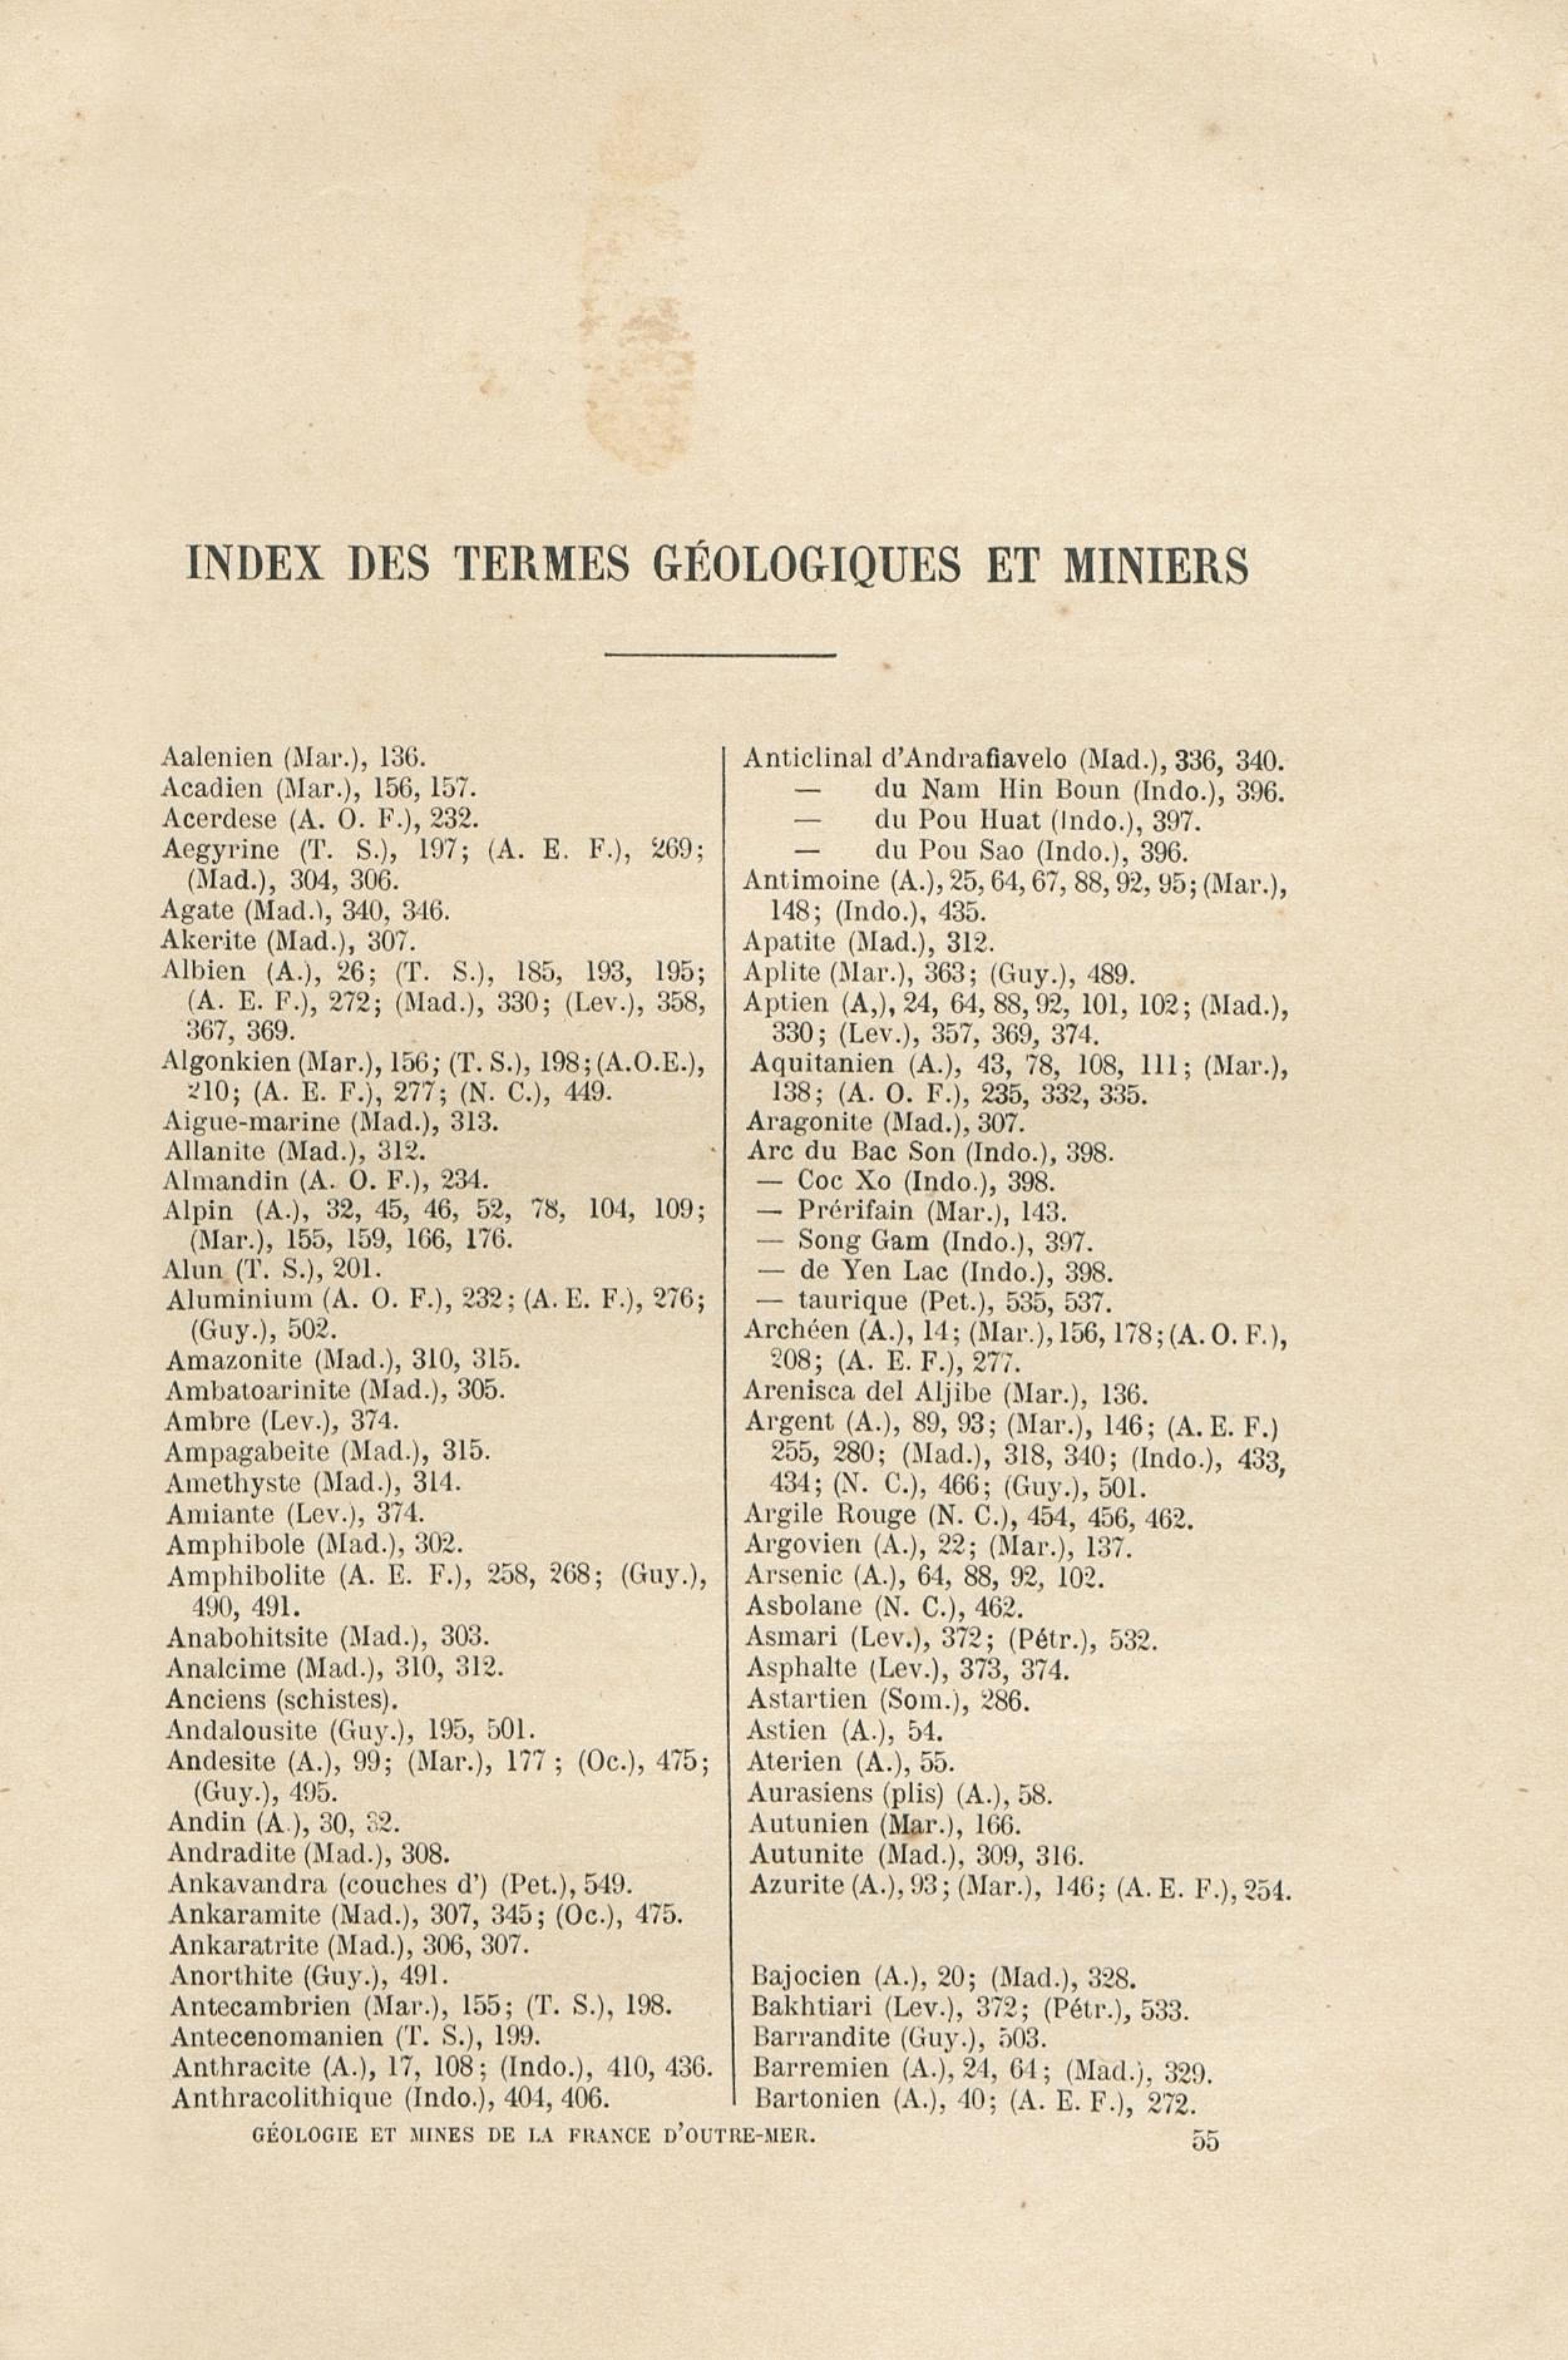 INDEX DES TERMES GÉOLOGIQUES ET MINIERS
Aalenien (Mar.), 136.
Acadien (Mar.), 156, 157.
Acerdese (A. O. F.), 232.
Aegyrine (T. S.), 197; (A. E. F.), 269;
(Mad.), 304, 306.
Agate (Mad.), 340, 346.
Akerite (Mad.), 307.
Albien (A.), 26; (T. S.), 185, 193, 195;
(A. E. F.), 272; (Mad.), 330; (Lev.), 358,
367, 369.
Algonkien (Mar.), 156; (T. S.), 198; (A.O.E.),
210; (A. E. F.), 277; (N. C.), 449.
Aigue-marine (Mad.), 313.
Allanite (Mad.), 312.
Almandin (A. O. F.), 234.
Alpin (A.), 32, 45, 46, 52, 78, 104, 109;
(Mar.), 155, 159, 166, 176.
Alun (T. S.), 201.
Aluminium (A. O. F.), 232; (A. E. F.), 276;
(Guy.), 502.
Amazonite (Mad.), 310, 315.
Ambatoarinite (Mad.), 305.
Ambre (Lev.), 374.
Ampagabeite (Mad.), 315.
Amethyste (Mad.), 314.
Amiante (Lev.), 374.
Amphibole (Mad.), 302.
Amphibolite (A. E. F.), 258, 268; (Guy.),
490, 491.
Anabohitsite (Mad.), 303.
Analcime (Mad.), 310, 312.
Anciens (schistes).
Andalousite (Guy.), 195, 501.
Andesite (A.), 99; (Mar.), 177; (Oc.), 475;
(Guy.), 495.
Andin (A.), 30, 32.
Andradite (Mad.), 308.
Ankavandra (couches d') (Pet.), 549.
Ankaramite (Mad.), 307, 345; (Oc.), 475.
Ankaratrite (Mad.), 306, 307.
Anorthite (Guy.), 491.
Antecambrien (Mar.), 155; (T. S.), 198.
Antecenomanien (T. S.), 199.
Anthracite (A.), 17, 108; (Indo.), 410, 436.
Anthracolithique (Indo.), 404, 406.
Anticlinal d'Andrafiavelo (Mad.), 336, 340.
— du Nam Hin Boun (Indo.), 396.
— du Pou Huat (Indo.), 397.
— du Pou Sao (Indo.), 396.
Antimoine (A.), 25, 64, 67, 88, 92, 95; (Mar.),
148; (Indo.), 435.
Apatite (Mad.), 312.
Aplite (Mar.), 363; (Guy.), 489.
Aptien (A,), 24, 64, 88, 92, 101, 102; (Mad.),
330; (Lev.), 357, 369, 374.
Aquitanien (A.), 43, 78, 108, 111; (Mar.),
138; (A. O. F.), 235, 332, 335.
Aragonite (Mad.), 307.
Arc du Bac Son (Indo.), 398.
— Coc Xo (Indo.), 398.
— Prérifain (Mar.), 143.
— Song Gam (Indo.), 397.
— de Yen Lac (Indo.), 398.
— taurique (Pet.), 535, 537.
Archéen (A.), 14; (Mar.), 156, 178; (A. O. F.),
208; (A. E. F.), 277.
Arenisca del Aljibe (Mar.), 136.
Argent (A.), 89, 93; (Mar.), 146; (A. E. F.)
255, 280; (Mad.), 318, 340; (Indo.), 433,
434; (N. C.), 466; (Guy.), 501.
Argile Rouge (N. C.), 454, 456, 462.
Argovien (A.), 22; (Mar.), 137.
Arsenic (A.), 64, 88, 92, 102.
Asbolane (N. C.), 462.
Asmari (Lev.), 372; (Pétr.), 532.
Asphalte (Lev.), 373, 374.
Astartien (Som.), 286.
Astien (A.), 54.
Aterien (A.), 55.
Aurasiens (plis) (A.), 58.
Autunien (Mar.), 166.
Autunite (Mad.), 309, 316.
Azurite (A.), 93; (Mar.), 146; (A. E. F.), 254.
Bajocien (A.), 20; (Mad.), 328.
Bakhtiari (Lev.), 372; (Pétr.), 533.
Barrandite (Guy.), 503.
Barremien (A.), 24, 64; (Mad.), 329.
Bartonien (A.), 40; (A. E. F.), 272.
GÉOLOGIE ET MINES DE LA FRANCE D'OUTRE-MER. 55